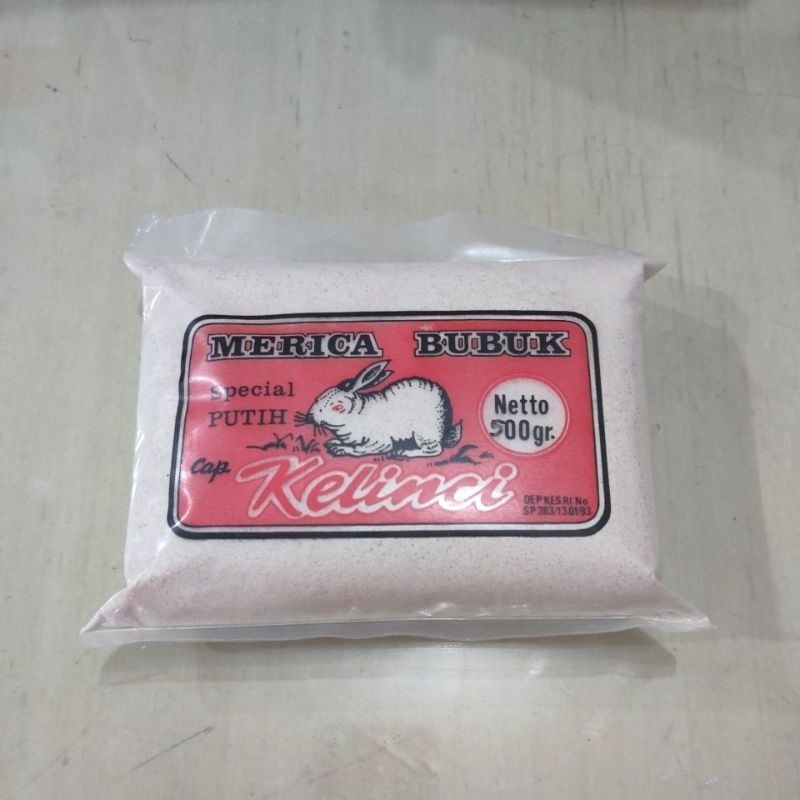 MERICA BUBUK
Special
PUTIH
Netto
500gr.
Cap
Kelinci
DEP KES RI No
SP 383/13.01/93